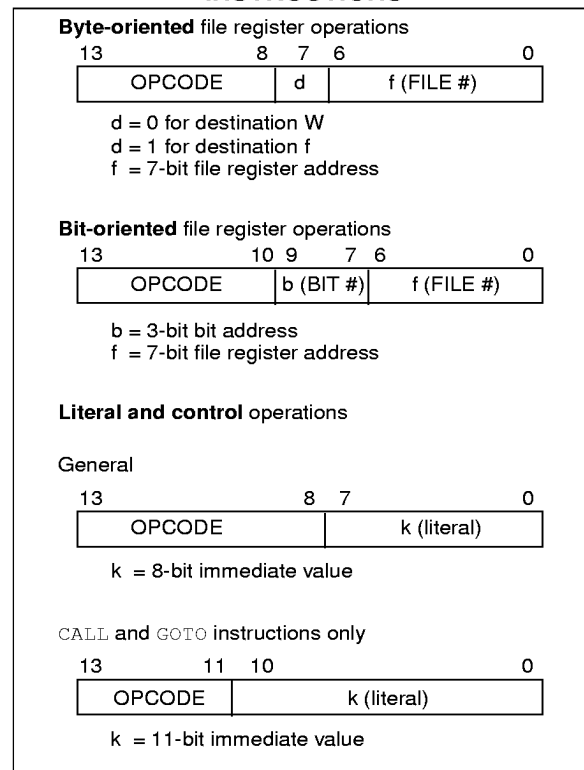 Byte-oriented file register operations
13 8 7 6 0
OPCODE d f (FILE #)
d = 0 for destination W
d = 1 for destination f
f = 7-bit file register address
Bit-oriented file register operations
13 10 9 7 6 0
OPCODE b (BIT #) f (FILE #)
b = 3-bit bit address
f = 7-bit file register address
Literal and control operations
General
13 8 7 0
OPCODE k (literal)
k = 8-bit immediate value
CALL and GOTO instructions only
13 11 10 0
OPCODE k (literal)
k = 11-bit immediate value